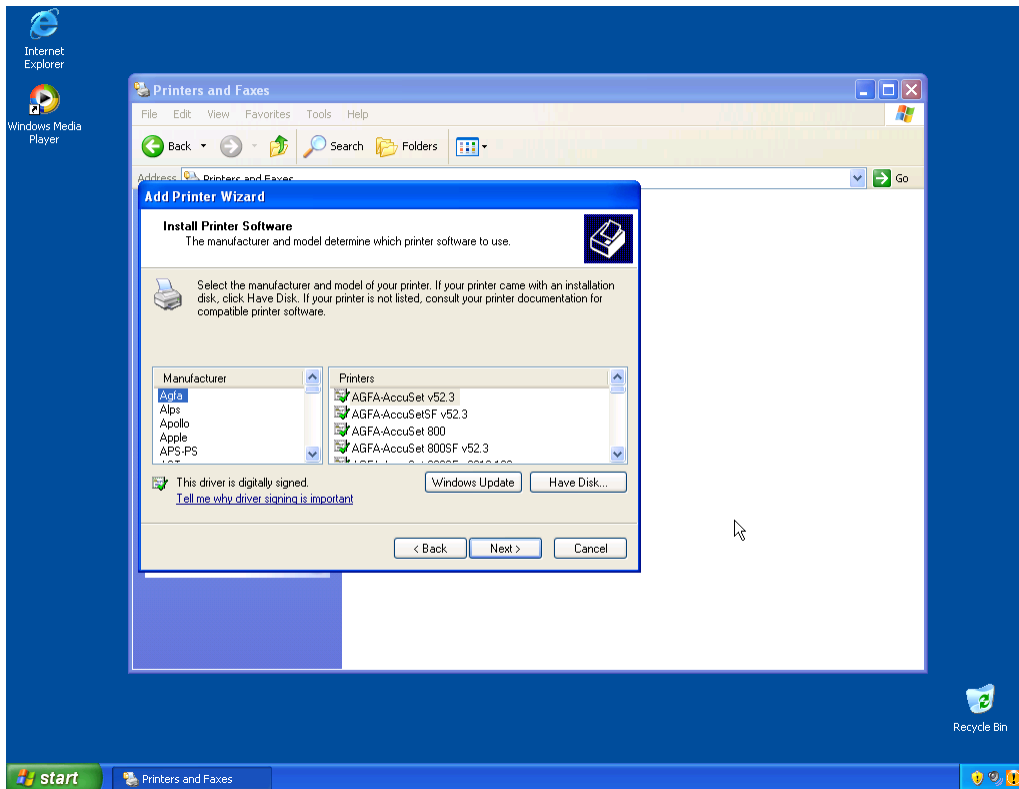 Internet
Explorer
Windows Media
Player
Printers and Faxes
File Edit View Favorites Tools Help
Back Search Folders
Address Printers and Faxes Go
Add Printer Wizard
Install Printer Software
The manufacturer and model determine which printer software to use.
Select the manufacturer and model of your printer. If your printer came with an installation
disk, click Have Disk. If your printer is not listed, consult your printer documentation for
compatible printer software.
Manufacturer
Agfa
Alps
Apollo
Apple
APS-PS
Printers
AGFA-AccuSet v52.3
AGFA-AccuSetSF v52.3
AGFA-AccuSet 800
AGFA-AccuSet 800SF v52.3
This driver is digitally signed.
Tell me why driver signing is important
Windows Update Have Disk...
< Back Next > Cancel
Recycle Bin
start Printers and Faxes